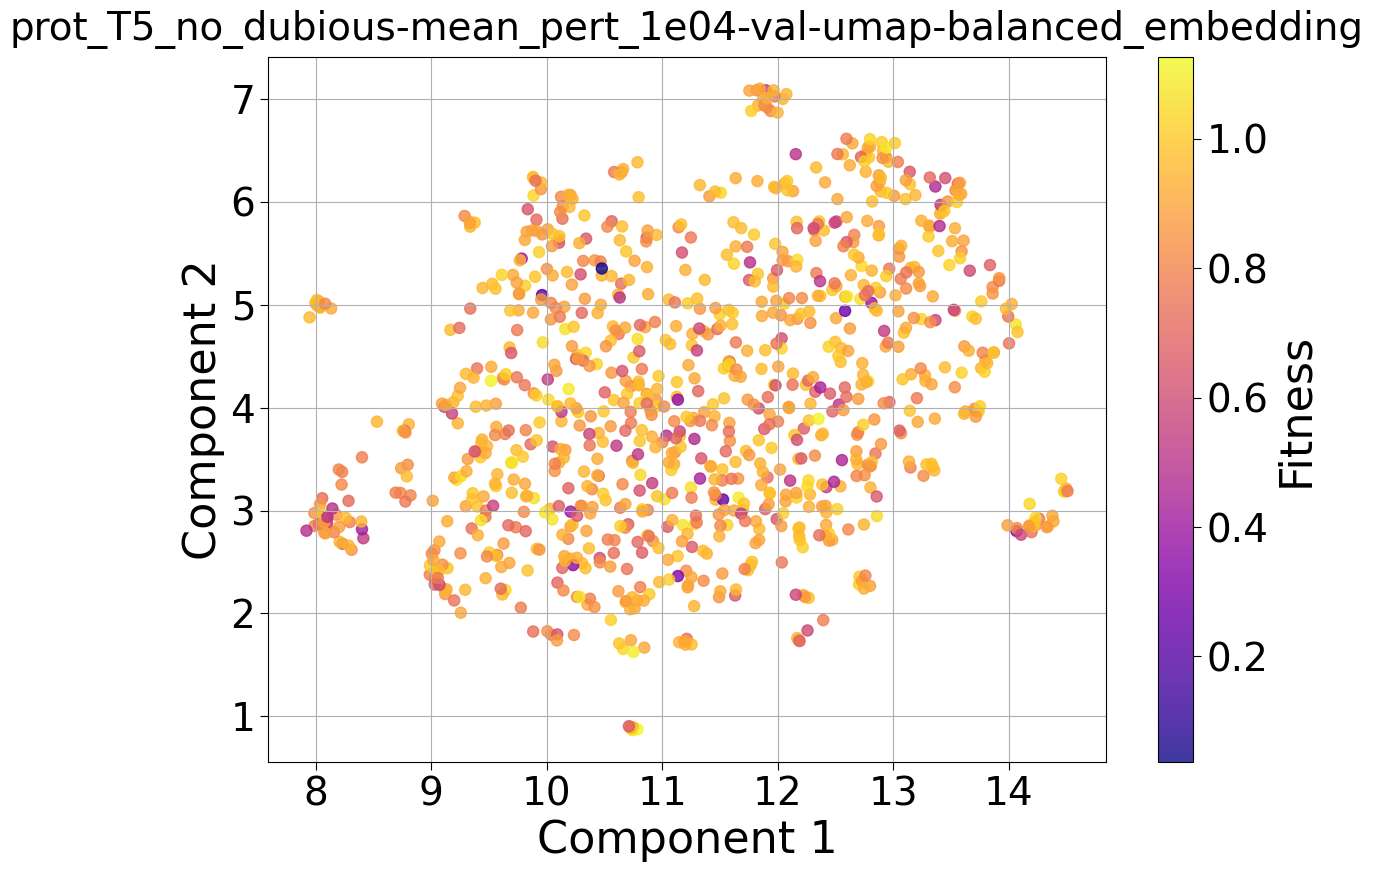 prot_T5_no_dubious-mean_pert_1e04-val-umap-balanced_embedding
7
6
5
4
3
2
1
Component 2
8 9 10 11 12 13 14
Component 1
1.0
0.8
0.6
0.4
0.2
Fitness